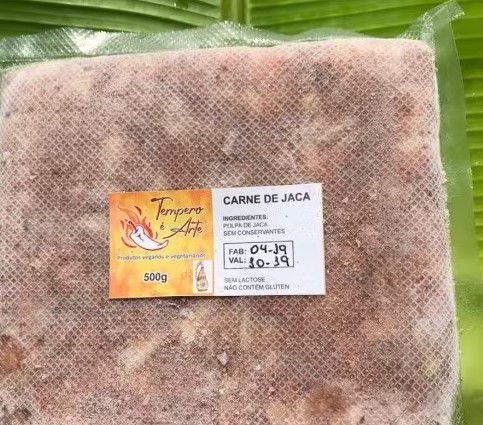 Tempero
é Arte
Produtos veganos e vegetarianos
500g
CARNE DE JACA
INGREDIENTES:
POLPA DE JACA
SEM CONSERVANTES
FAB: 04-19
VAL: 10-19
SEM LACTOSE
NÃO CONTÉM GLÚTEN